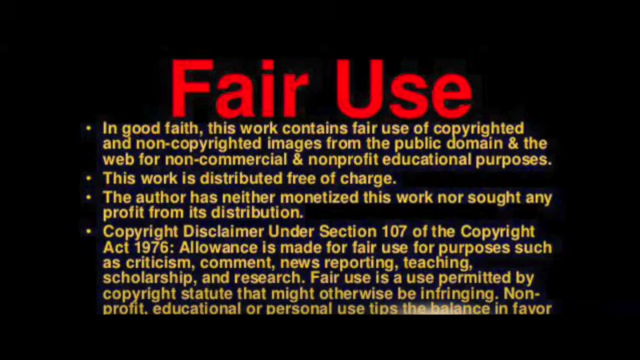 Fair Use
• In good faith, this work contains fair use of copyrighted
and non-copyrighted images from the public domain & the
web for non-commercial & nonprofit educational purposes.
• This work is distributed free of charge.
• The author has neither monetized this work nor sought any
profit from its distribution.
• Copyright Disclaimer Under Section 107 of the Copyright
Act 1976: Allowance is made for fair use for purposes such
as criticism, comment, news reporting, teaching,
scholarship, and research. Fair use is a use permitted by
copyright statute that might otherwise be infringing. Non-
profit, educational or personal use tips the balance in favor